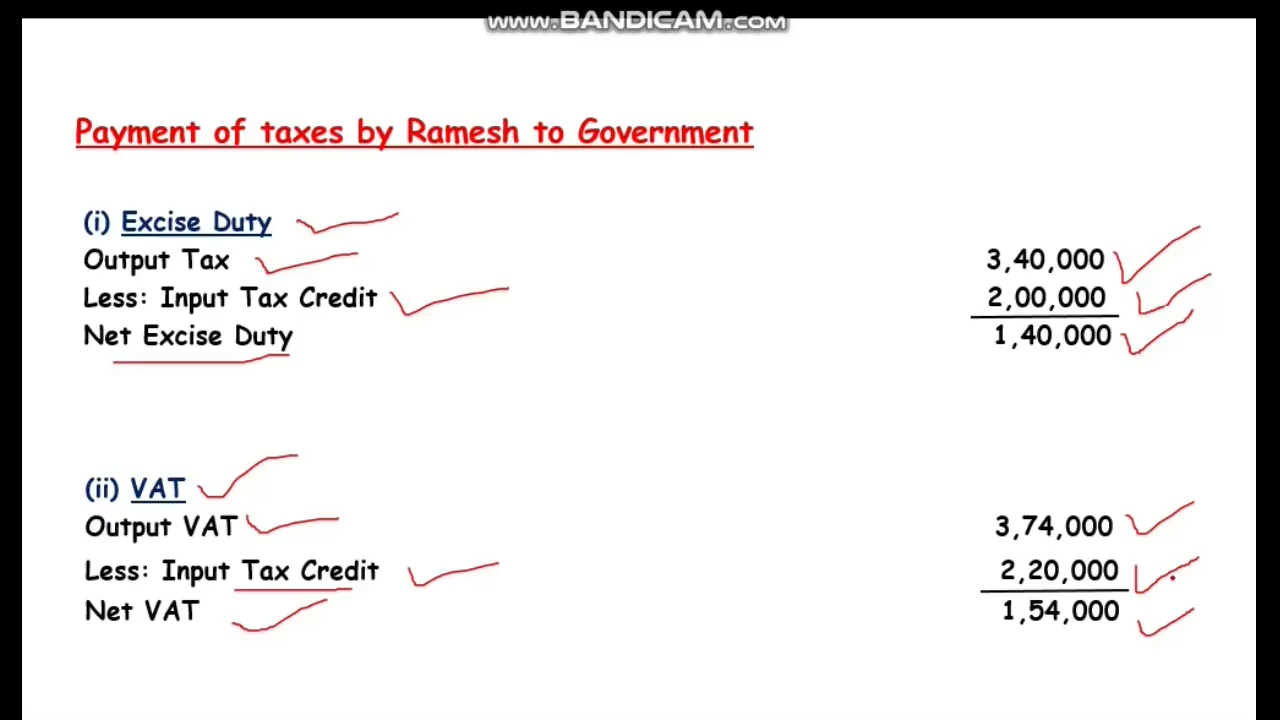 www.BANDICAM.com
Payment of taxes by Ramesh to Government
(i) Excise Duty
Output Tax 3,40,000
Less: Input Tax Credit 2,00,000
Net Excise Duty 1,40,000
(ii) VAT
Output VAT 3,74,000
Less: Input Tax Credit 2,20,000
Net VAT 1,54,000